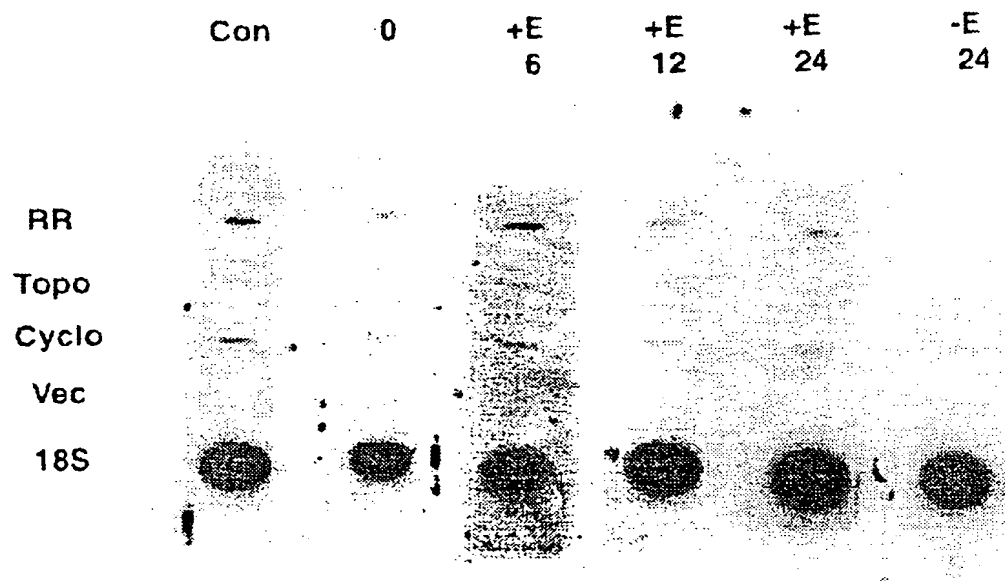 Con 0 +E +E +E -E
6 12 24 24
RR
Topo
Cyclo
Vec
18S